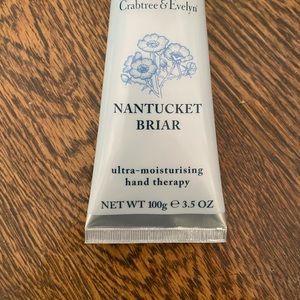 Crabtree & Evelyn
NANTUCKET
BRIAR
ultra-moisturising
hand therapy
NET WT 100g ℮ 3.5 OZ